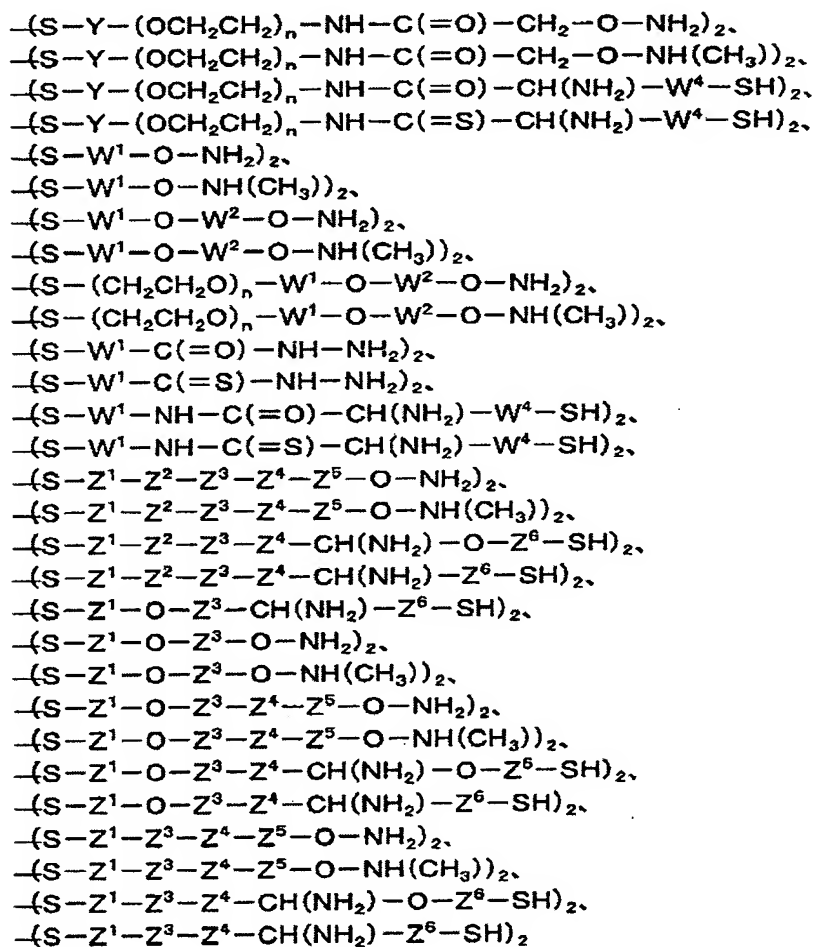 -(S-Y-(OCH₂CH₂)ₙ-NH-C(=O)-CH₂-O-NH₂)₂、
-(S-Y-(OCH₂CH₂)ₙ-NH-C(=O)-CH₂-O-NH(CH₃))₂、
-(S-Y-(OCH₂CH₂)ₙ-NH-C(=O)-CH(NH₂)-W⁴-SH)₂、
-(S-Y-(OCH₂CH₂)ₙ-NH-C(=S)-CH(NH₂)-W⁴-SH)₂、
-(S-W¹-O-NH₂)₂、
-(S-W¹-O-NH(CH₃))₂、
-(S-W¹-O-W²-O-NH₂)₂、
-(S-W¹-O-W²-O-NH(CH₃))₂、
-(S-(CH₂CH₂O)ₙ-W¹-O-W²-O-NH₂)₂、
-(S-(CH₂CH₂O)ₙ-W¹-O-W²-O-NH(CH₃))₂、
-(S-W¹-C(=O)-NH-NH₂)₂、
-(S-W¹-C(=S)-NH-NH₂)₂、
-(S-W¹-NH-C(=O)-CH(NH₂)-W⁴-SH)₂、
-(S-W¹-NH-C(=S)-CH(NH₂)-W⁴-SH)₂、
-(S-Z¹-Z²-Z³-Z⁴-Z⁵-O-NH₂)₂、
-(S-Z¹-Z²-Z³-Z⁴-Z⁵-O-NH(CH₃))₂、
-(S-Z¹-Z²-Z³-Z⁴-CH(NH₂)-O-Z⁶-SH)₂、
-(S-Z¹-Z²-Z³-Z⁴-CH(NH₂)-Z⁶-SH)₂、
-(S-Z¹-O-Z³-CH(NH₂)-Z⁶-SH)₂、
-(S-Z¹-O-Z³-O-NH₂)₂、
-(S-Z¹-O-Z³-O-NH(CH₃))₂、
-(S-Z¹-O-Z³-Z⁴-Z⁵-O-NH₂)₂、
-(S-Z¹-O-Z³-Z⁴-Z⁵-O-NH(CH₃))₂、
-(S-Z¹-O-Z³-Z⁴-CH(NH₂)-O-Z⁶-SH)₂、
-(S-Z¹-O-Z³-Z⁴-CH(NH₂)-Z⁶-SH)₂、
-(S-Z¹-Z³-Z⁴-Z⁵-O-NH₂)₂、
-(S-Z¹-Z³-Z⁴-Z⁵-O-NH(CH₃))₂、
-(S-Z¹-Z³-Z⁴-CH(NH₂)-O-Z⁶-SH)₂、
-(S-Z¹-Z³-Z⁴-CH(NH₂)-Z⁶-SH)₂